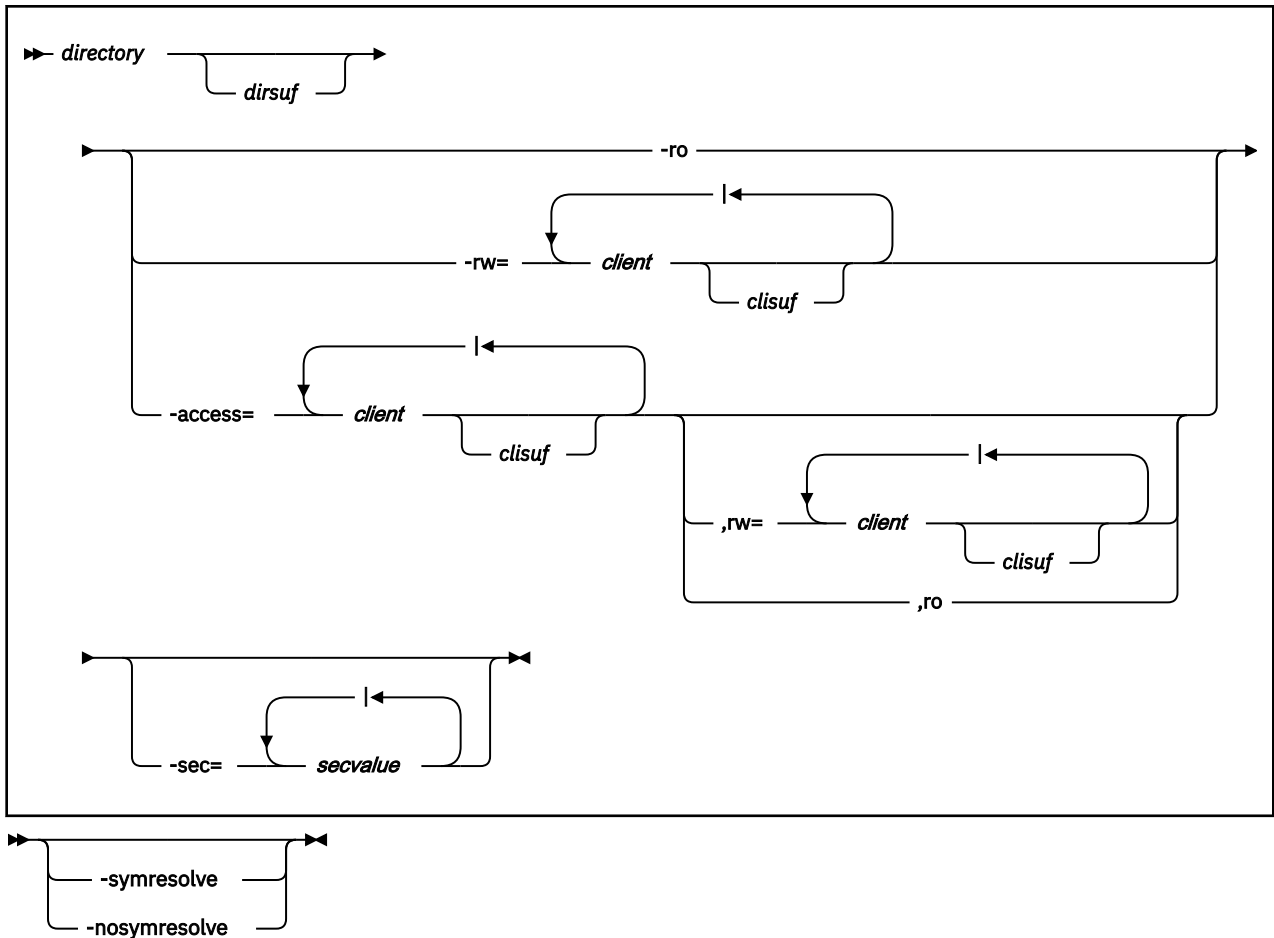 directory
dirsuf
-ro
|
-rw= client
clisuf
|
-access= client
clisuf
|
,rw= client
clisuf
,ro
|
-sec= secvalue
-symresolve
-nosymresolve